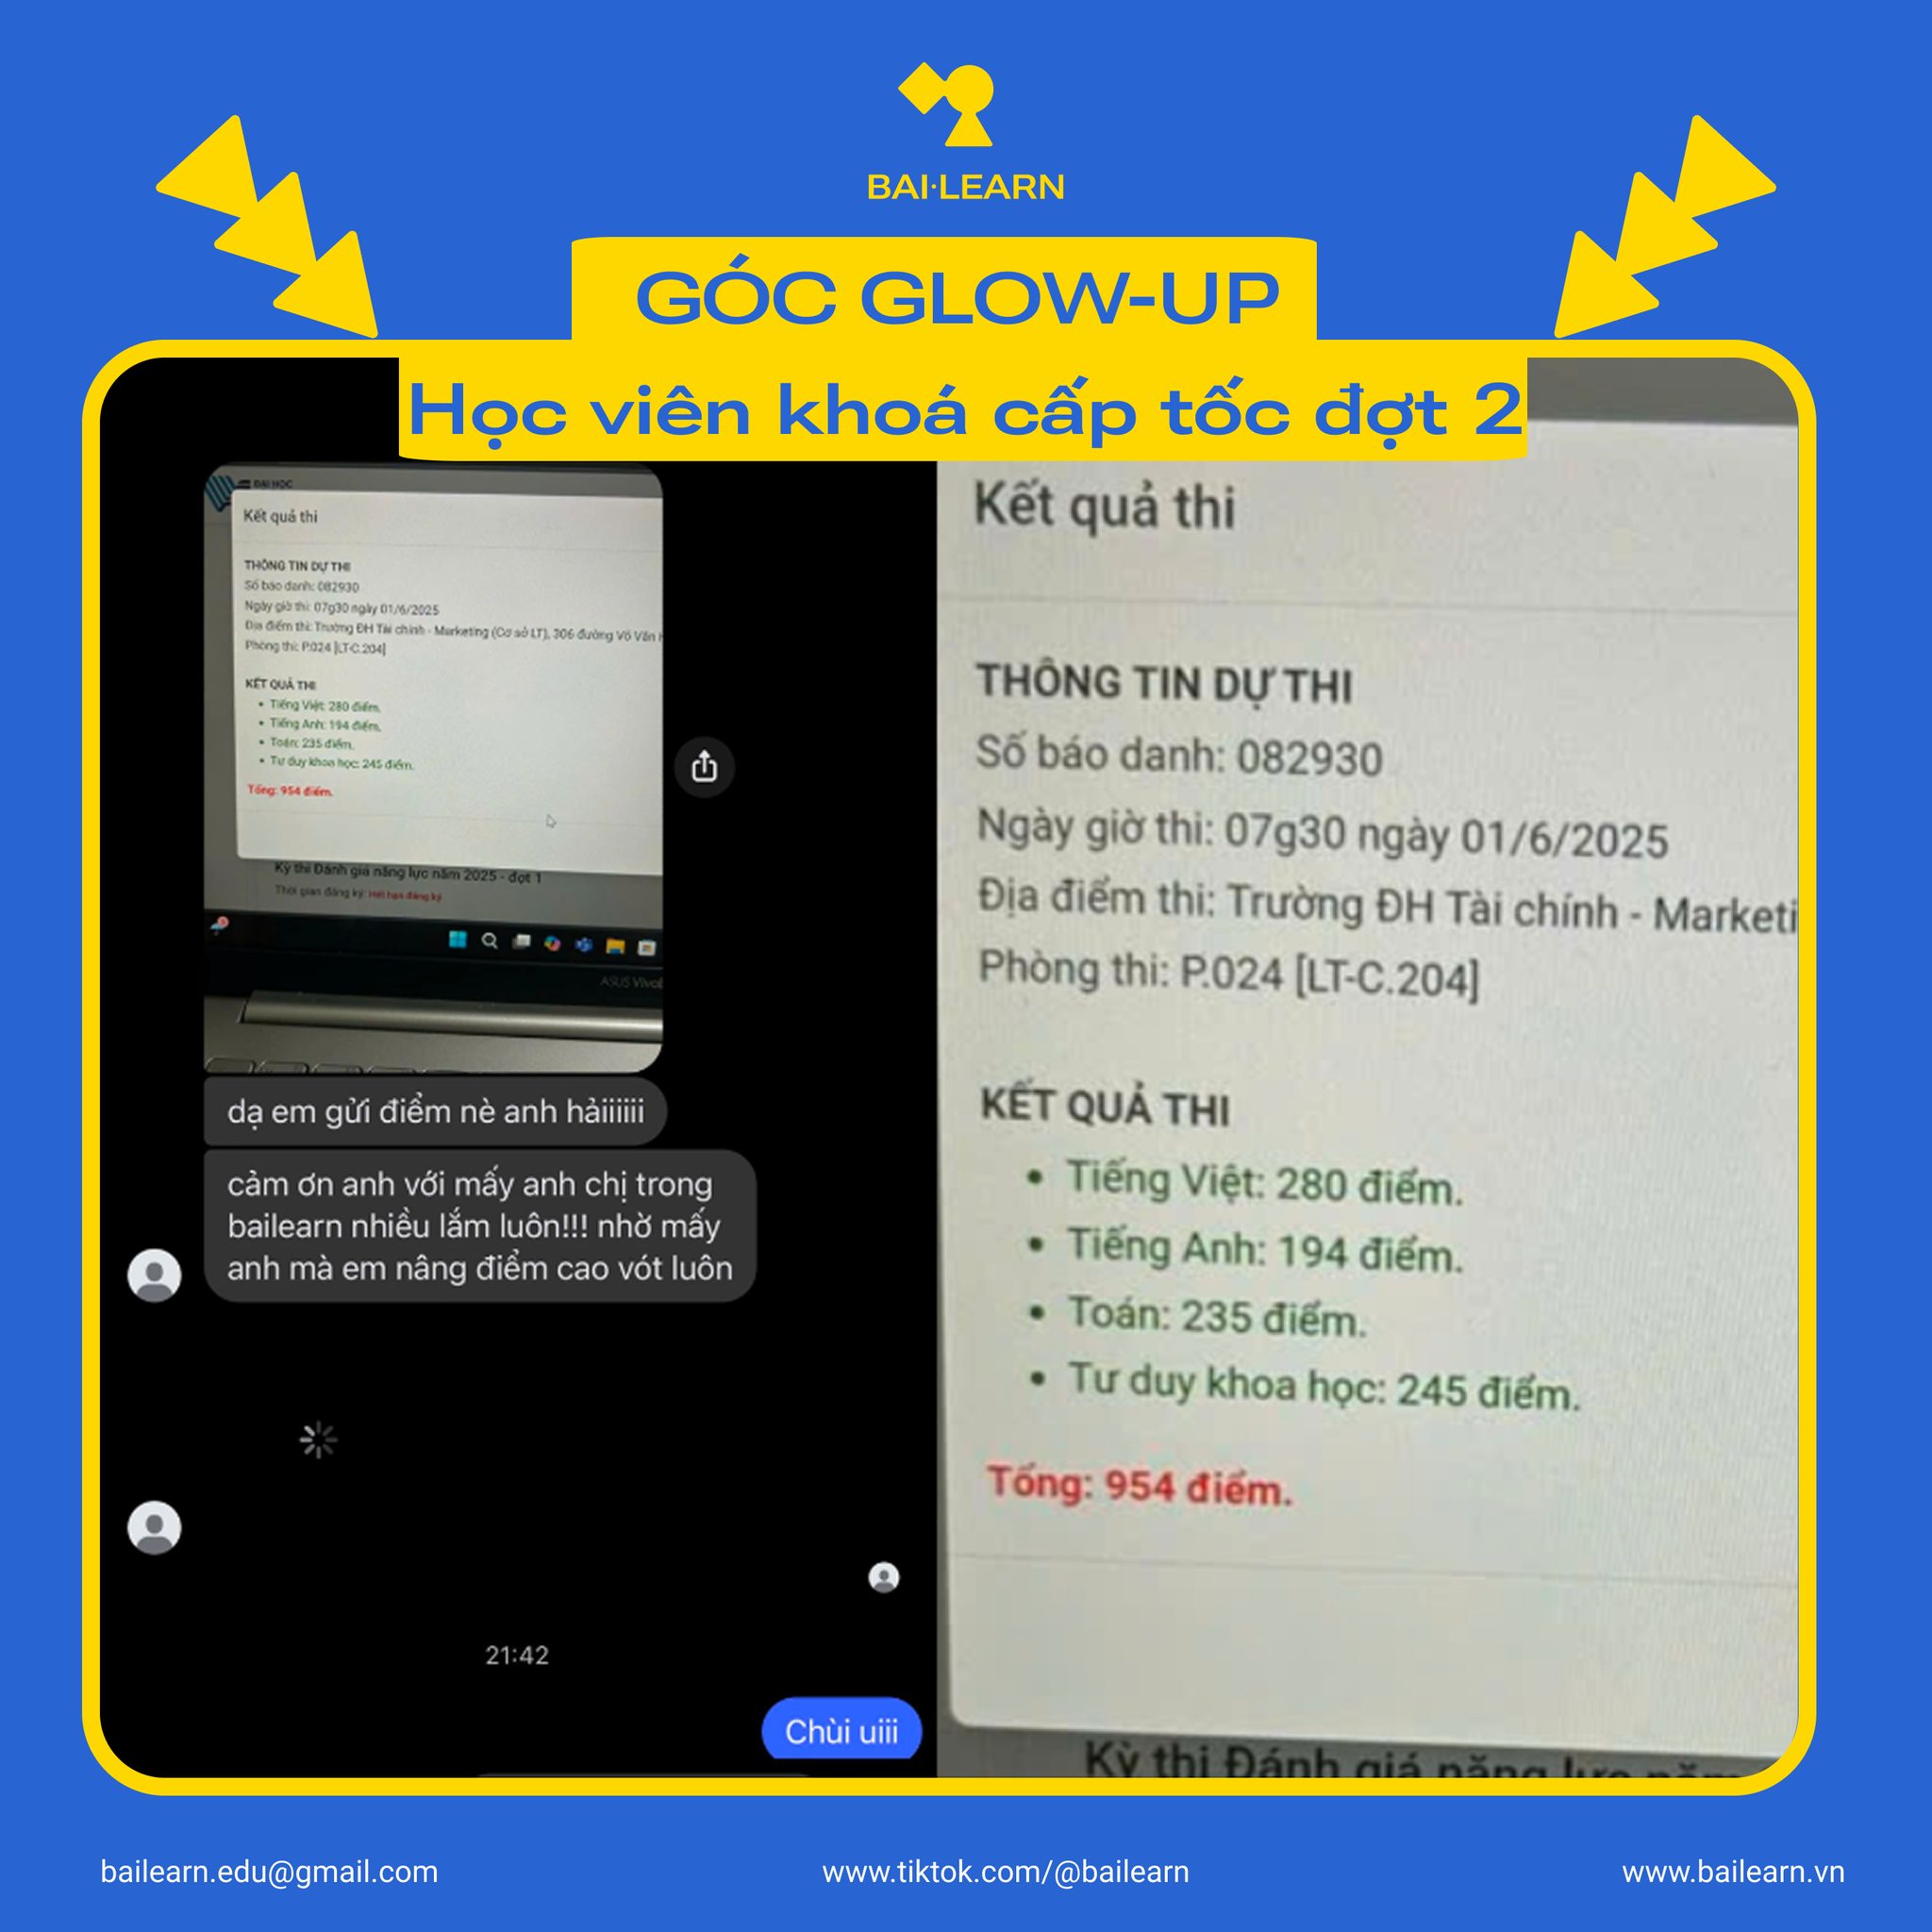 BAI·LEARN
GÓC GLOW-UP
Học viên khoá cấp tốc đợt 2
ĐẠI HỌC
Kết quả thi
THÔNG TIN DỰ THI
Số báo danh: 082930
Ngày giờ thi: 07g30 ngày 01/6/2025
Địa điểm thi: Trường ĐH Tài chính - Marketing (Cơ sở LT), 306 đường Võ Văn
Phòng thi: P.024 [LT-C.204]
KẾT QUẢ THI
• Tiếng Việt: 280 điểm.
• Tiếng Anh: 194 điểm.
• Toán: 235 điểm.
• Tư duy khoa học: 245 điểm.
Tổng: 954 điểm.
Kỳ thi Đánh giá năng lực năm 2025 - đợt 1
Thời gian đăng ký: Hết hạn đăng ký
ASUS Vivo
dạ em gửi điểm nè anh hảiiiiii
cảm ơn anh với mấy anh chị trong
bailearn nhiều lắm luôn!!! nhờ mấy
anh mà em nâng điểm cao vót luôn
21:42
Chùi uiii
Kết quả thi
THÔNG TIN DỰ THI
Số báo danh: 082930
Ngày giờ thi: 07g30 ngày 01/6/2025
Địa điểm thi: Trường ĐH Tài chính - Marketi
Phòng thi: P.024 [LT-C.204]
KẾT QUẢ THI
• Tiếng Việt: 280 điểm.
• Tiếng Anh: 194 điểm.
• Toán: 235 điểm.
• Tư duy khoa học: 245 điểm.
Tổng: 954 điểm.
Kỳ thi Đánh giá năng lực năm
bailearn.edu@gmail.com
www.tiktok.com/@bailearn
www.bailearn.vn